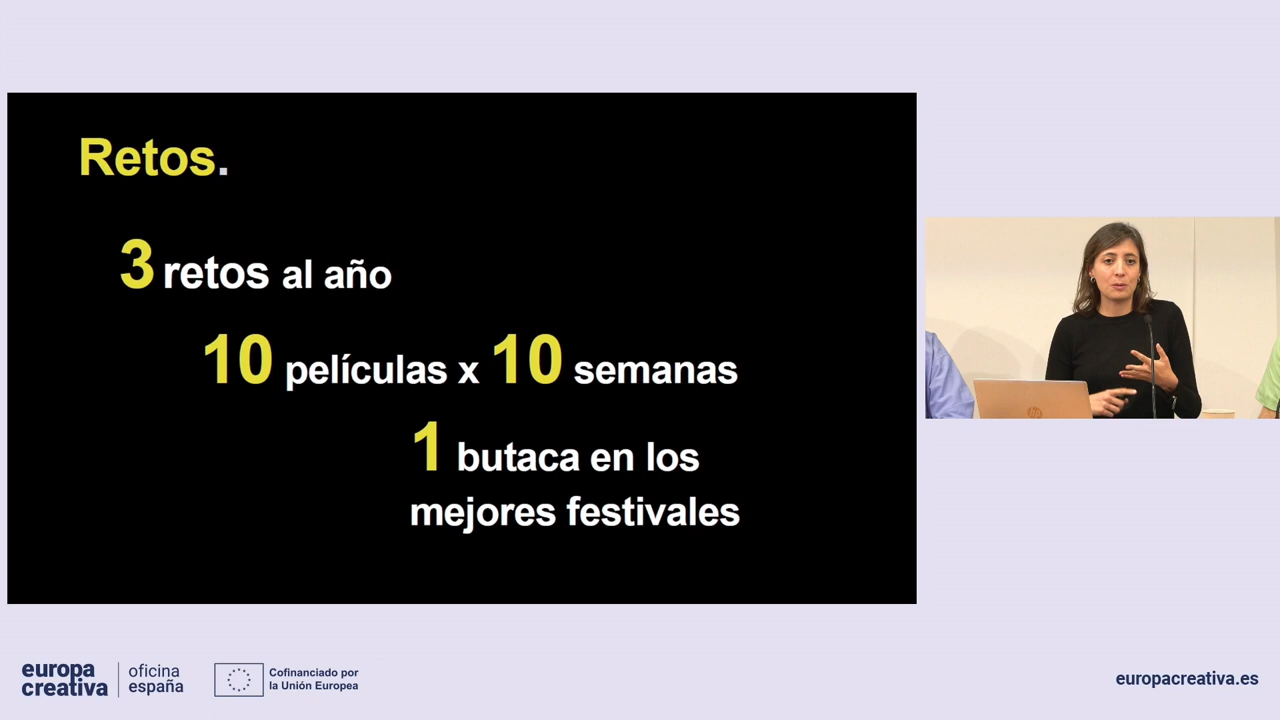 Retos.
3 retos al año
10 películas x 10 semanas
1 butaca en los
mejores festivales
hp
europa
creativa
oficina
españa
Cofinanciado por
la Unión Europea
europacreativa.es